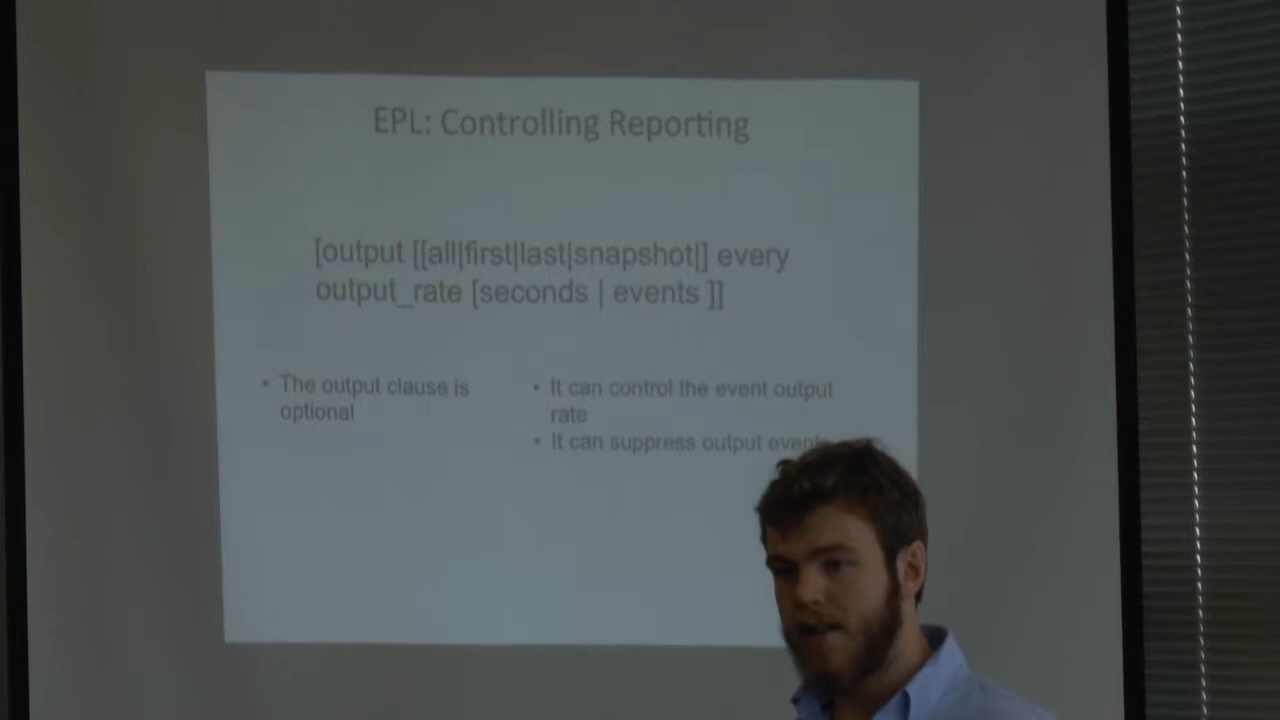 EPL: Controlling Reporting
[output [[all|first|last|snapshot|] every
output_rate [seconds | events ]]
• The output clause is
optional
• It can control the event output
rate
• It can suppress output events